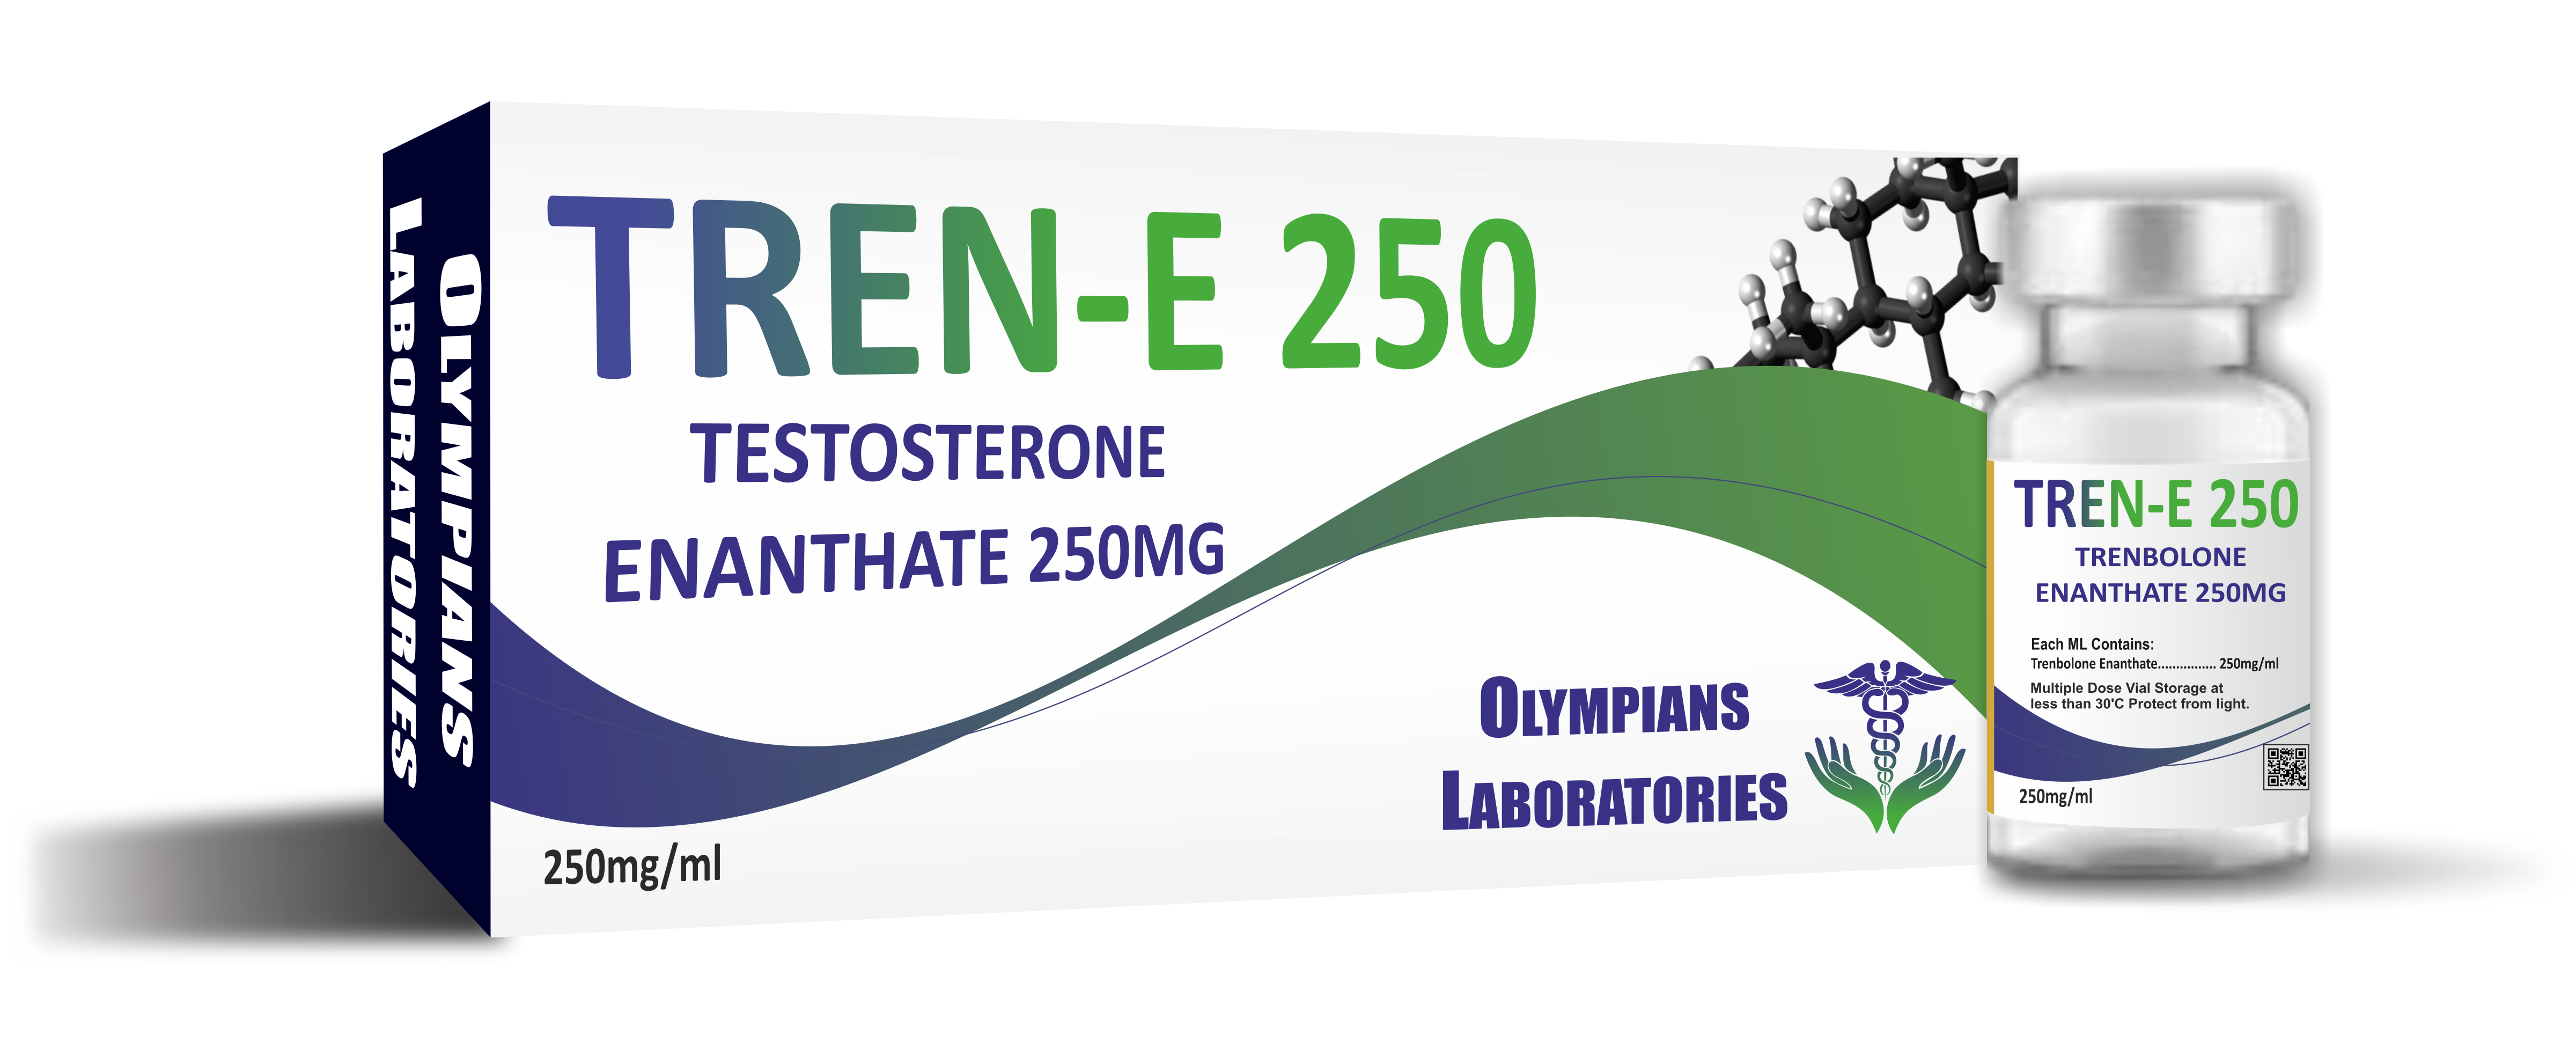 OLYMPIANS
LABORATORIES
TREN-E 250
TESTOSTERONE
ENANTHATE 250MG
OLYMPIANS
LABORATORIES
250mg/ml
TREN-E 250
TRENBOLONE
ENANTHATE 250MG
Each ML Contains:
Trenbolone Enanthate................ 250mg/ml
Multiple Dose Vial Storage at
less than 30'C Protect from light.
250mg/ml